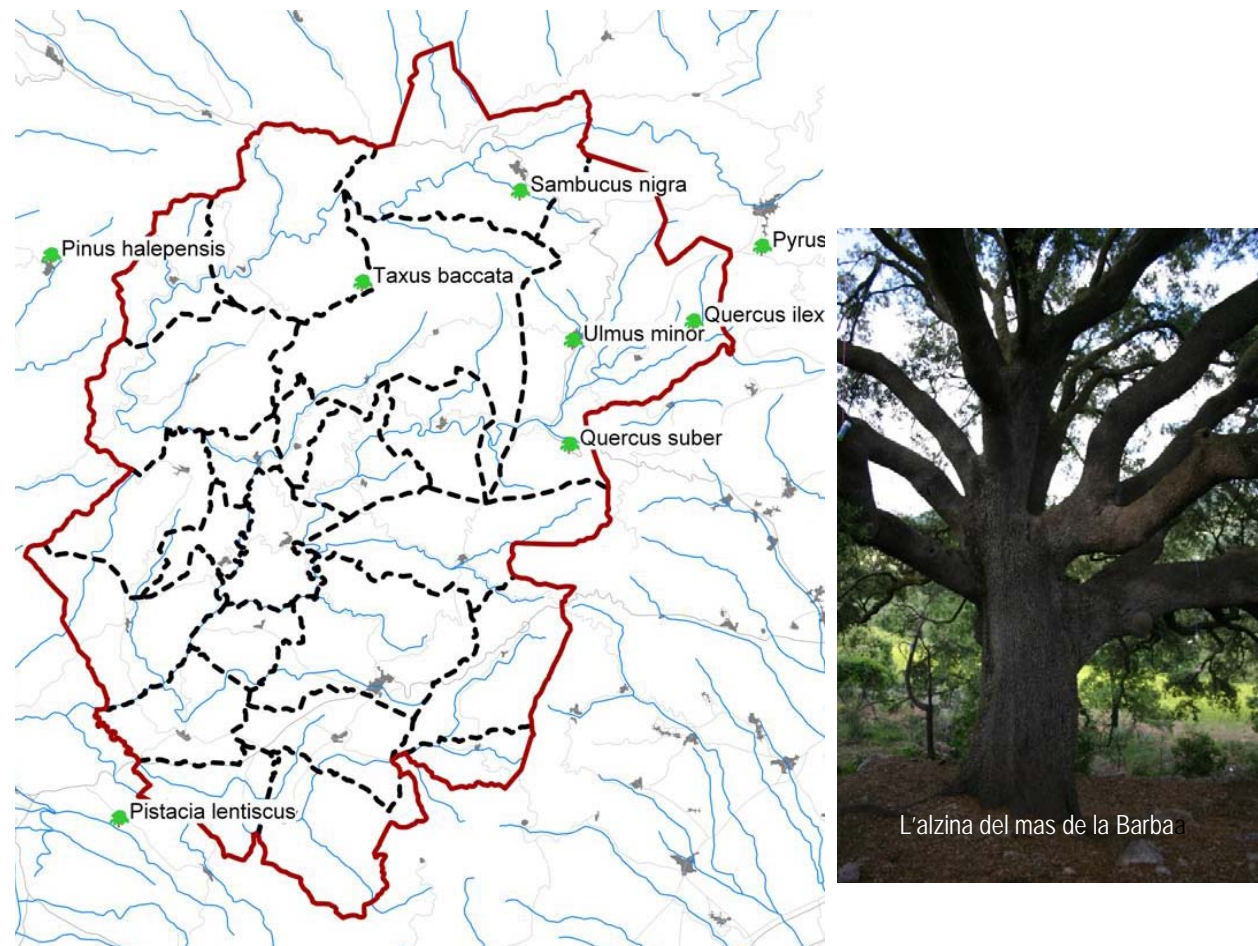 Sambucus nigra
Pinus halepensis
Pyrus
Taxus baccata
Quercus ilex
Ulmus minor
Quercus suber
Pistacia lentiscus
L'alzina del mas de la Barbaa